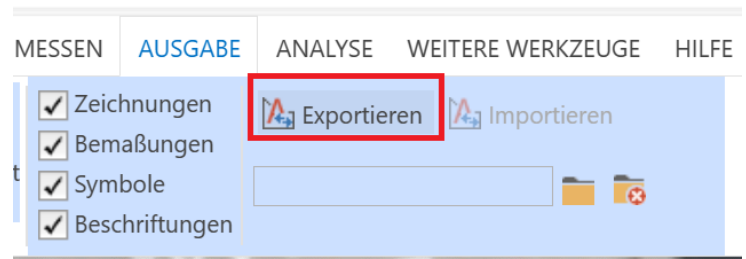 MESSEN AUSGABE ANALYSE WEITERE WERKZEUGE HILFE
Zeichnungen Exportieren Importieren
Bemaßungen
t
Symbole
Beschriftungen